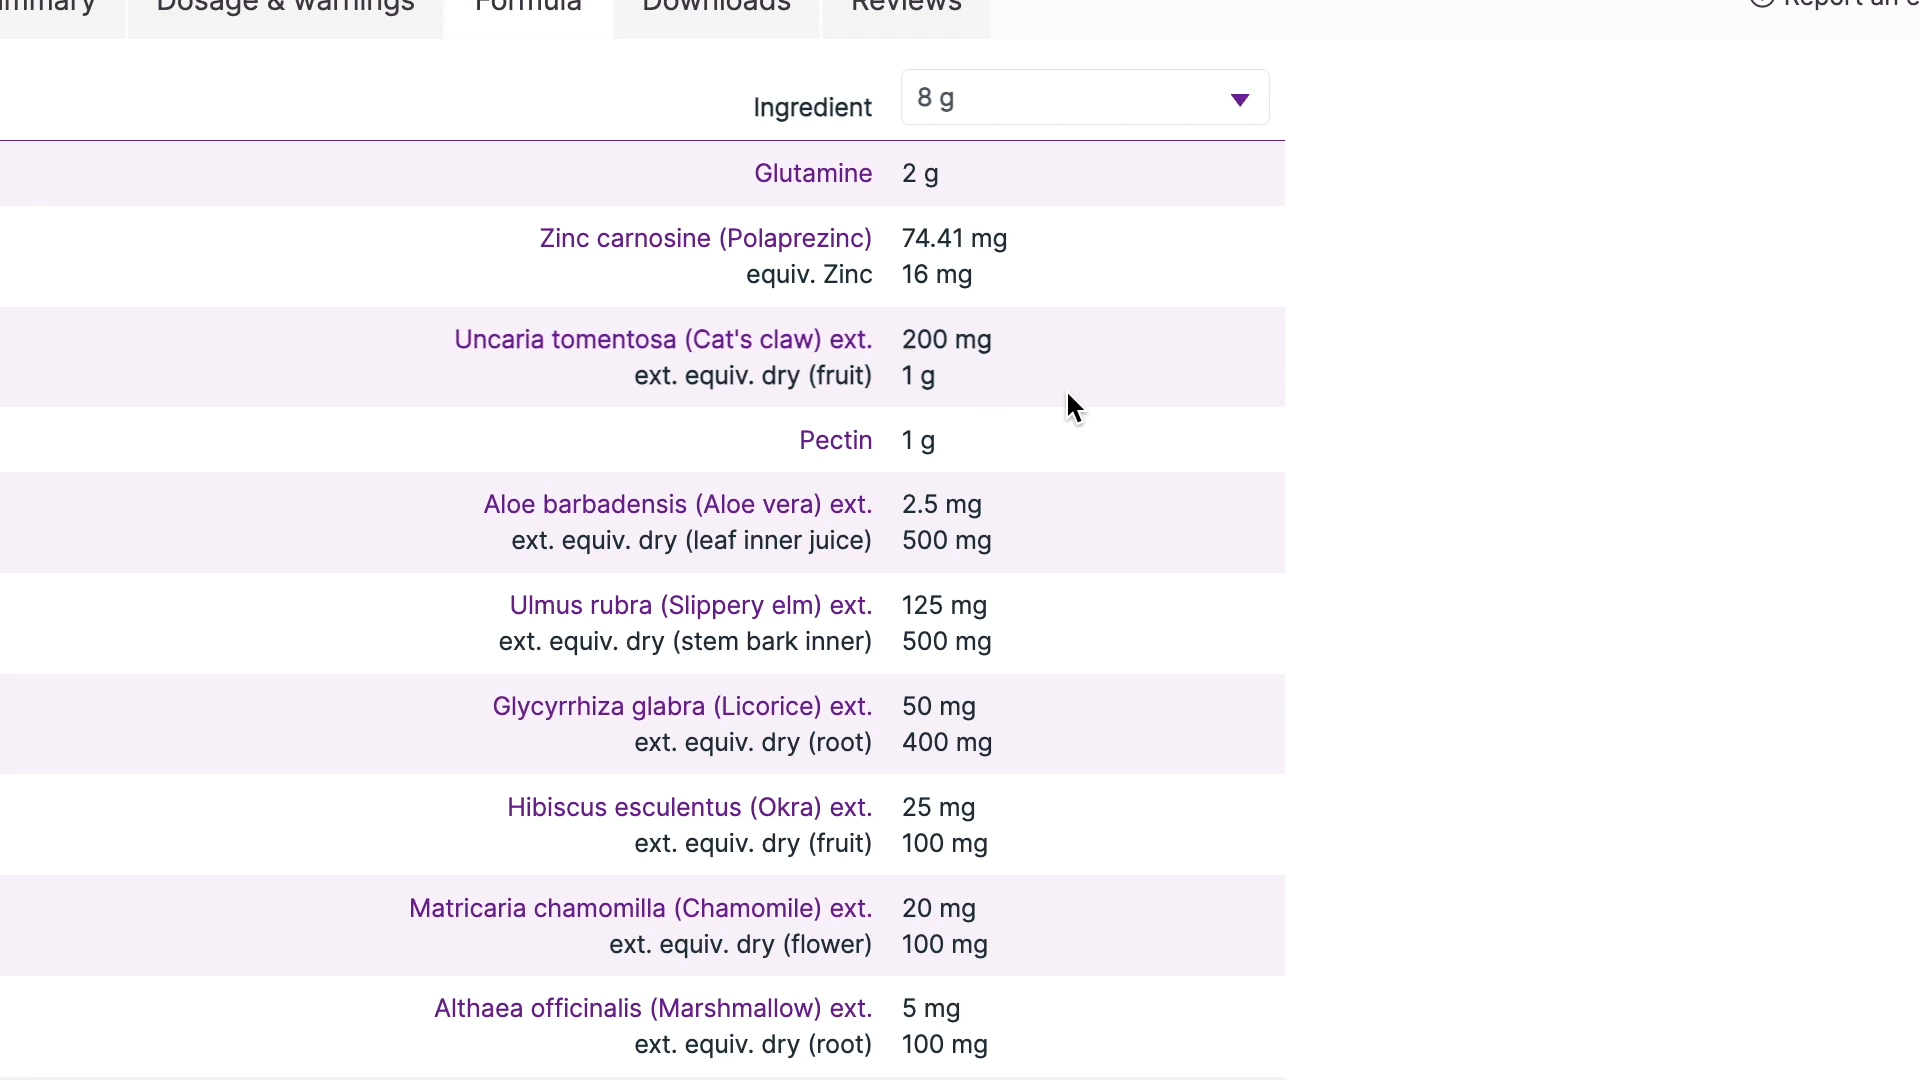 Dosage & warnings Formula Downloads Reviews
Ingredient 8 g
Glutamine 2 g
Zinc carnosine (Polaprezinc) 74.41 mg
equiv. Zinc 16 mg
Uncaria tomentosa (Cat's claw) ext. 200 mg
ext. equiv. dry (fruit) 1 g
Pectin 1 g
Aloe barbadensis (Aloe vera) ext. 2.5 mg
ext. equiv. dry (leaf inner juice) 500 mg
Ulmus rubra (Slippery elm) ext. 125 mg
ext. equiv. dry (stem bark inner) 500 mg
Glycyrrhiza glabra (Licorice) ext. 50 mg
ext. equiv. dry (root) 400 mg
Hibiscus esculentus (Okra) ext. 25 mg
ext. equiv. dry (fruit) 100 mg
Matricaria chamomilla (Chamomile) ext. 20 mg
ext. equiv. dry (flower) 100 mg
Althaea officinalis (Marshmallow) ext. 5 mg
ext. equiv. dry (root) 100 mg